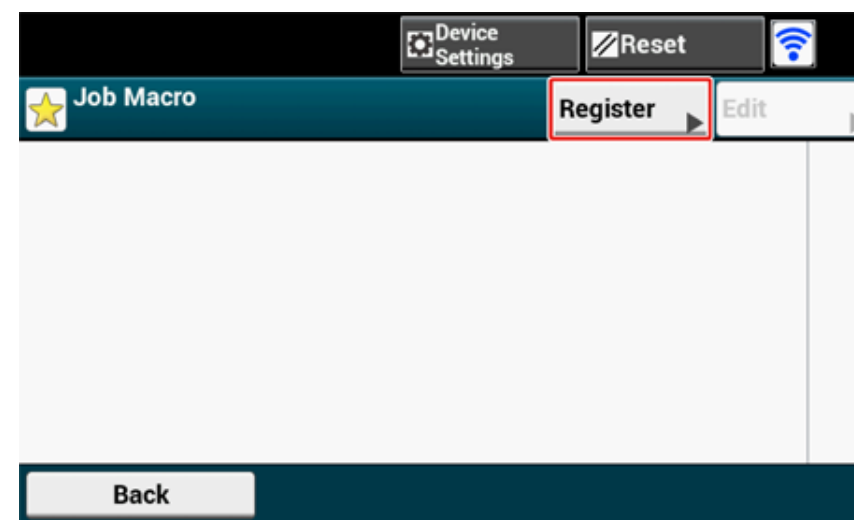 Device
Settings
Reset
Job Macro
Register
Edit
Back